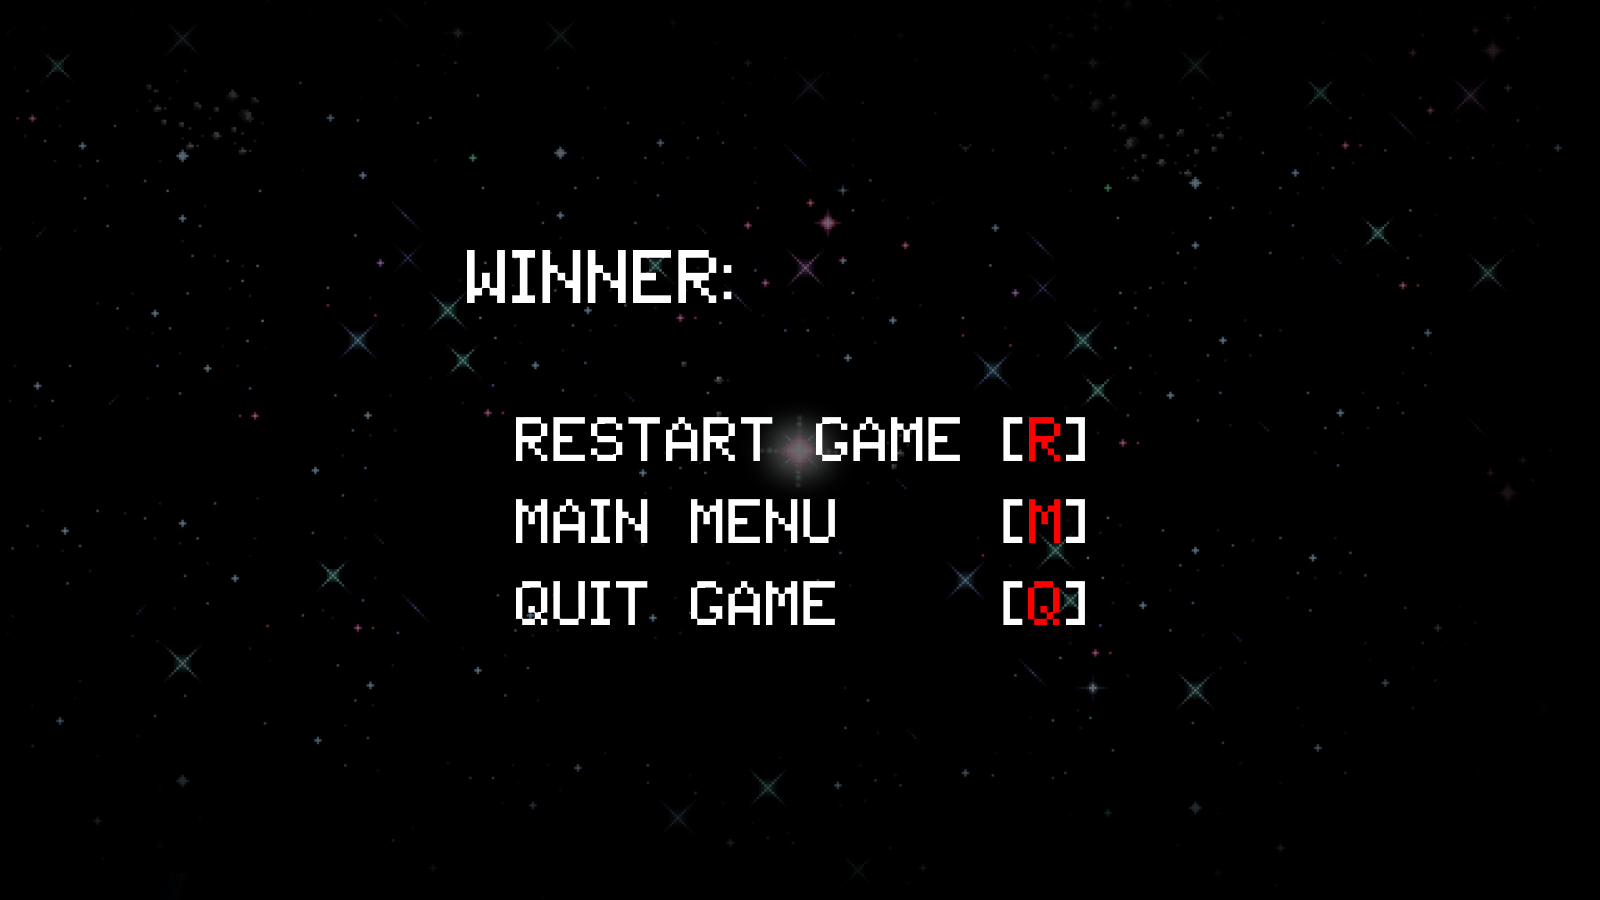 WINNER:
RESTART GAME [R]
MAIN MENU [M]
QUIT GAME [Q]